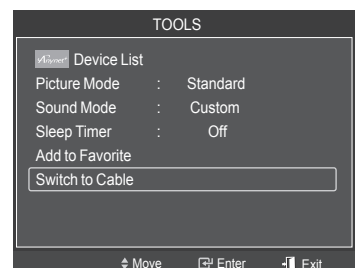 TOOLS
Anynet+ Device List
Picture Mode : Standard
Sound Mode : Custom
Sleep Timer : Off
Add to Favorite
Switch to Cable
Move Enter Exit